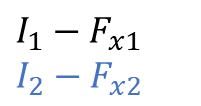 I₁ − Fₓ₁
I₂ − Fₓ₂